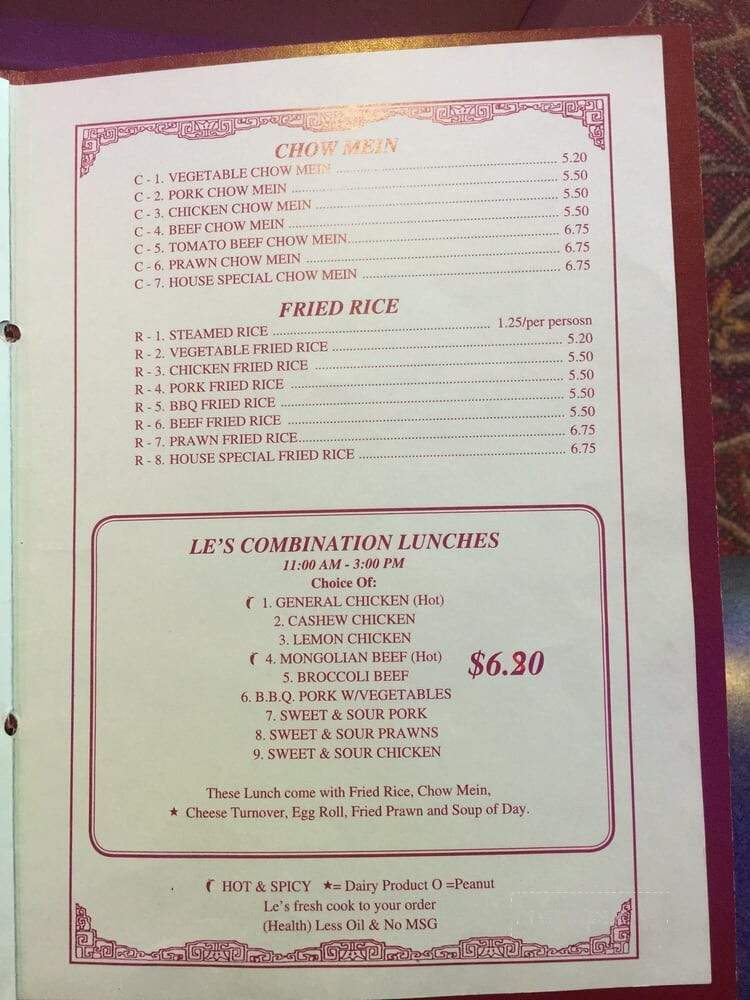 CHOW MEIN
C - 1. VEGETABLE CHOW MEIN ... 5.20
C - 2. PORK CHOW MEIN ... 5.50
C - 3. CHICKEN CHOW MEIN ... 5.50
C - 4. BEEF CHOW MEIN ... 5.50
C - 5. TOMATO BEEF CHOW MEIN... 6.75
C - 6. PRAWN CHOW MEIN ... 6.75
C - 7. HOUSE SPECIAL CHOW MEIN ... 6.75
FRIED RICE
R - 1. STEAMED RICE ... 1.25/per persosn
R - 2. VEGETABLE FRIED RICE ... 5.20
R - 3. CHICKEN FRIED RICE ... 5.50
R - 4. PORK FRIED RICE ... 5.50
R - 5. BBQ FRIED RICE ... 5.50
R - 6. BEEF FRIED RICE ... 5.50
R - 7. PRAWN FRIED RICE... 6.75
R - 8. HOUSE SPECIAL FRIED RICE ... 6.75
LE'S COMBINATION LUNCHES
11:00 AM - 3:00 PM
Choice Of:
1. GENERAL CHICKEN (Hot)
2. CASHEW CHICKEN
3. LEMON CHICKEN
4. MONGOLIAN BEEF (Hot)
5. BROCCOLI BEEF
6. B.B.Q. PORK W/VEGETABLES
7. SWEET & SOUR PORK
8. SWEET & SOUR PRAWNS
9. SWEET & SOUR CHICKEN
These Lunch come with Fried Rice, Chow Mein,
★ Cheese Turnover, Egg Roll, Fried Prawn and Soup of Day.
HOT & SPICY ★= Dairy Product O =Peanut
Le's fresh cook to your order
(Health) Less Oil & No MSG